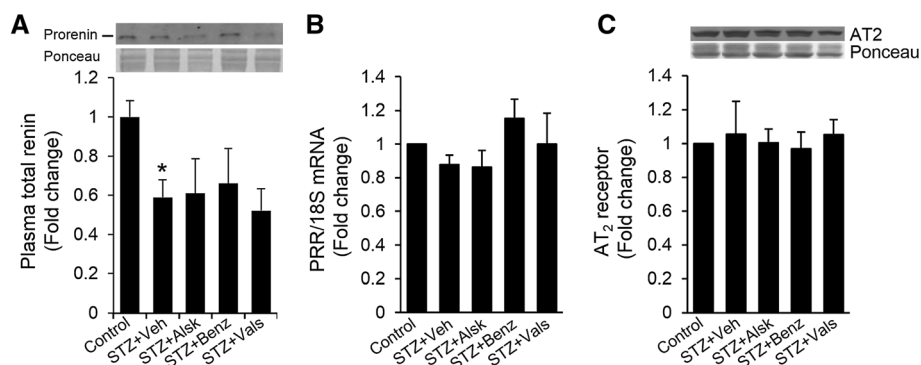 A
Prorenin
Ponceau
Plasma total renin
(Fold change)
1.2
1
0.8
0.6
0.4
0.2
0
*
Control
STZ+Veh
STZ+Alsk
STZ+Benz
STZ+Vals
B
PRR/18S mRNA
(Fold change)
1.4
1.2
1
0.8
0.6
0.4
0.2
0
Control
STZ+Veh
STZ+Alsk
STZ+Benz
STZ+Vals
C
AT2
Ponceau
AT₂ receptor
(Fold change)
1.4
1.2
1
0.8
0.6
0.4
0.2
0
Control
STZ+Veh
STZ+Alsk
STZ+Benz
STZ+Vals